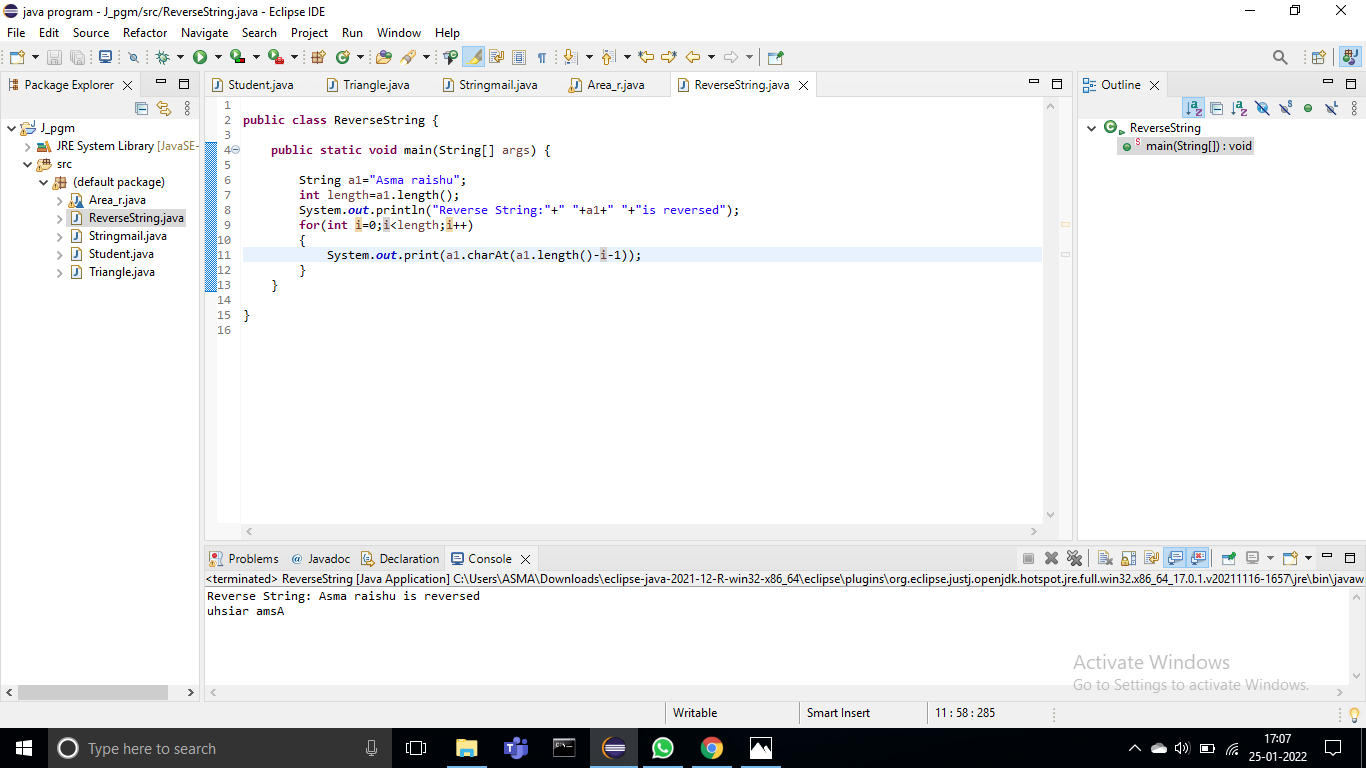 java program - J_pgm/src/ReverseString.java - Eclipse IDE
File Edit Source Refactor Navigate Search Project Run Window Help
Package Explorer
Student.java Triangle.java Stringmail.java Area_r.java ReverseString.java
Outline
J_pgm
JRE System Library [JavaSE-
src
(default package)
Area_r.java
ReverseString.java
Stringmail.java
Student.java
Triangle.java
1
2 public class ReverseString {
3
4 public static void main(String[] args) {
5
6 String a1="Asma raishu";
7 int length=a1.length();
8 System.out.println("Reverse String:"+" "+a1+" "+"is reversed");
9 for(int i=0;i<length;i++)
10 {
11 System.out.print(a1.charAt(a1.length()-i-1));
12 }
13 }
14
15 }
16
ReverseString
main(String[]) : void
Problems @ Javadoc Declaration Console
<terminated> ReverseString [Java Application] C:\Users\ASMA\Downloads\eclipse-java-2021-12-R-win32-x86_64\eclipse\plugins\org.eclipse.justj.openjdk.hotspot.jre.full.win32.x86_64_17.0.1.v20211116-1657\jre\bin\javaw
Reverse String: Asma raishu is reversed
uhsiar amsA
Activate Windows
Go to Settings to activate Windows.
Writable Smart Insert 11 : 58 : 285
Type here to search
17:07
25-01-2022